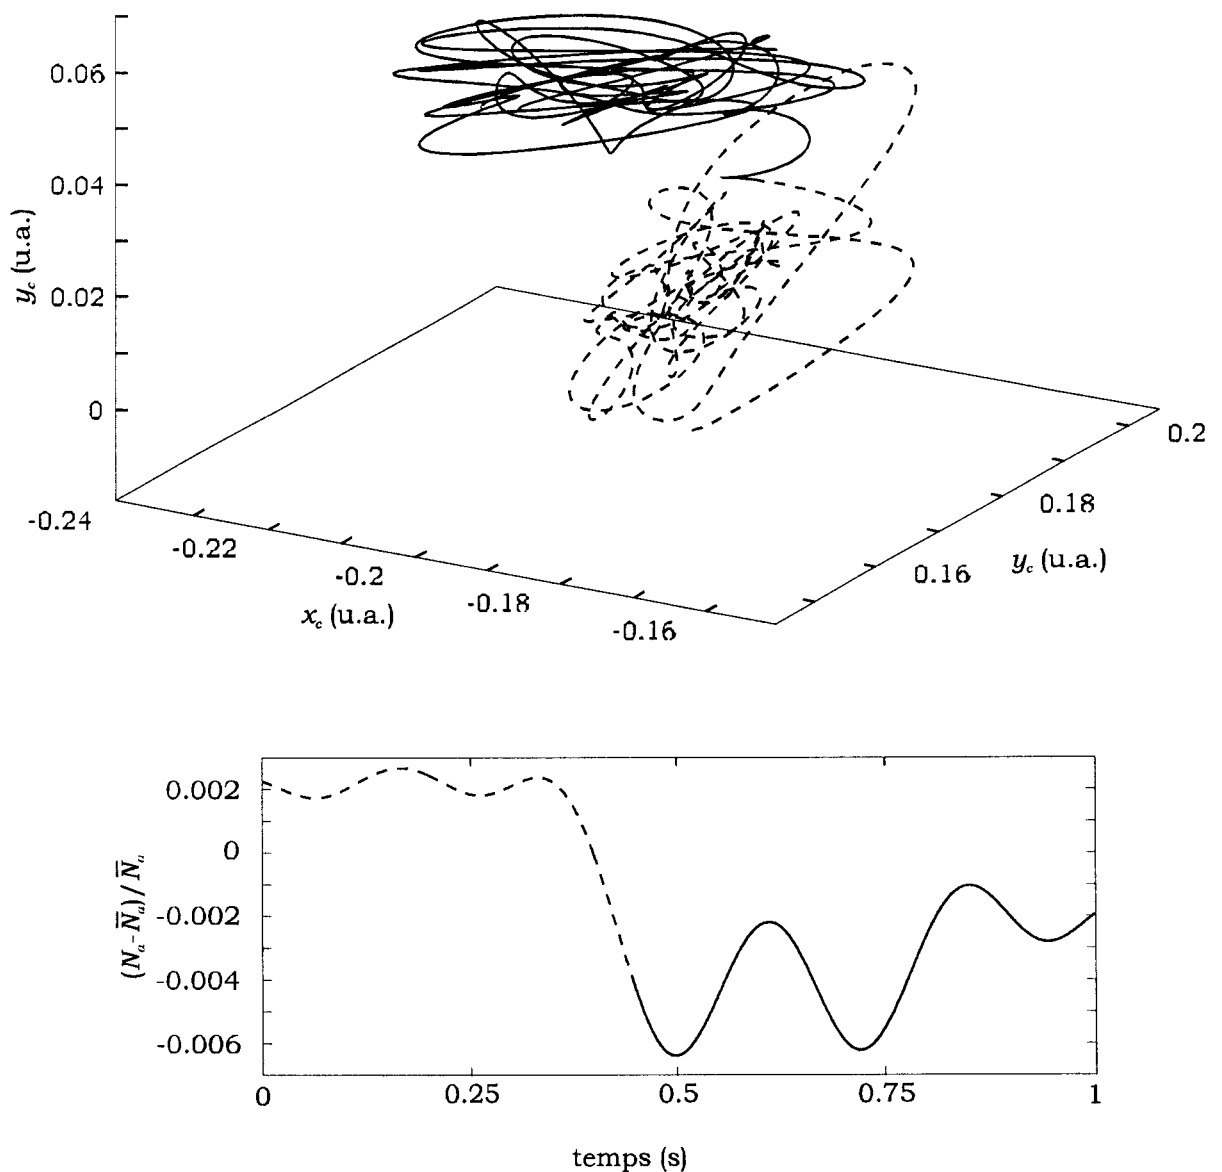 0.06
0.04
y_c (u.a.)
0.02
0
-0.24
-0.22
-0.2
-0.18
-0.16
x_c (u.a.)
0.2
0.18
0.16
y_c (u.a.)
0.002
0
-0.002
-0.004
-0.006
(N_a-N̅_a)/N̅_a
0 0.25 0.5 0.75 1
temps (s)